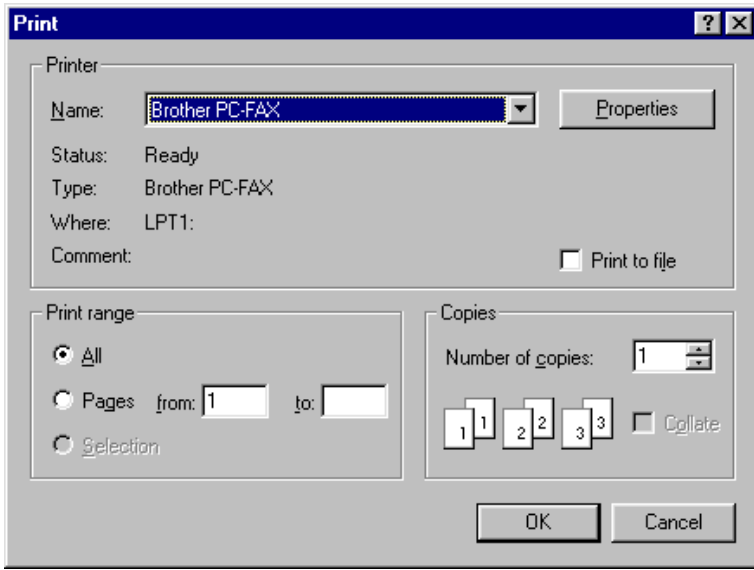 Print
Printer
Name: Brother PC-FAX Properties
Status: Ready
Type: Brother PC-FAX
Where: LPT1:
Comment: Print to file
Print range
All
Pages from: 1 to:
Selection
Copies
Number of copies: 1
1 1 2 2 3 3 Collate
OK Cancel